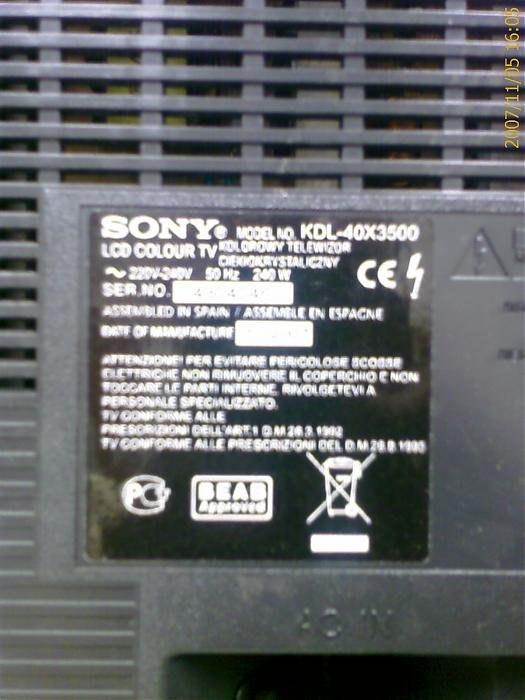 2007/11/05 16:05
SONY® MODEL NO. KDL-40X3500
LCD COLOUR TV KOLOROWY TELEWIZOR
CIEKŁOKRYSTALICZNY
~ 220V-240V 50 Hz 240 W
CE
SER.NO.
ASSEMBLED IN SPAIN / ASSEMBLE EN ESPAGNE
DATE OF MANUFACTURE
ATTENZIONE! PER EVITARE PERICOLOSE SCOSSE
ELETTRICHE NON RIMUOVERE IL COPERCHIO E NON
TOCCARE LE PARTI INTERNE. RIVOLGETEVI A
PERSONALE SPECIALIZZATO.
TV CONFORME ALLE
PRESCRIZIONI DELL'ART.1 D.M.26.3.1992
TV CONFORME ALLE PRESCRIZIONI DEL D.M.26.8.1995
BEAB
Approved
AC IN